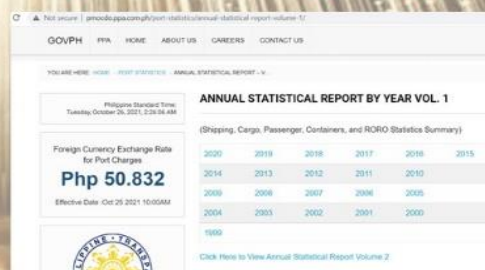 Not secure | pmocdo.ppa.com.ph/port-statistics/annual-statistical-report-volume-1/
GOVPH PPA HOME ABOUT US CAREERS CONTACT US
YOU ARE HERE: HOME PORT STATISTICS ANNUAL STATISTICAL REPORT – V...
Philippine Standard Time:
Tuesday, October 26, 2021, 2:26:06 AM
Foreign Currency Exchange Rate
for Port Charges
Php 50.832
Effective Date: Oct 25 2021 10:00AM
PINE TRANSP
ANNUAL STATISTICAL REPORT BY YEAR VOL. 1
(Shipping, Cargo, Passenger, Containers, and RORO Statistics Summary)
2020 2019 2018 2017 2016 2015
2014 2013 2012 2011 2010
2009 2008 2007 2006 2005
2004 2003 2002 2001 2000
1999
Click Here to View Annual Statistical Report Volume 2